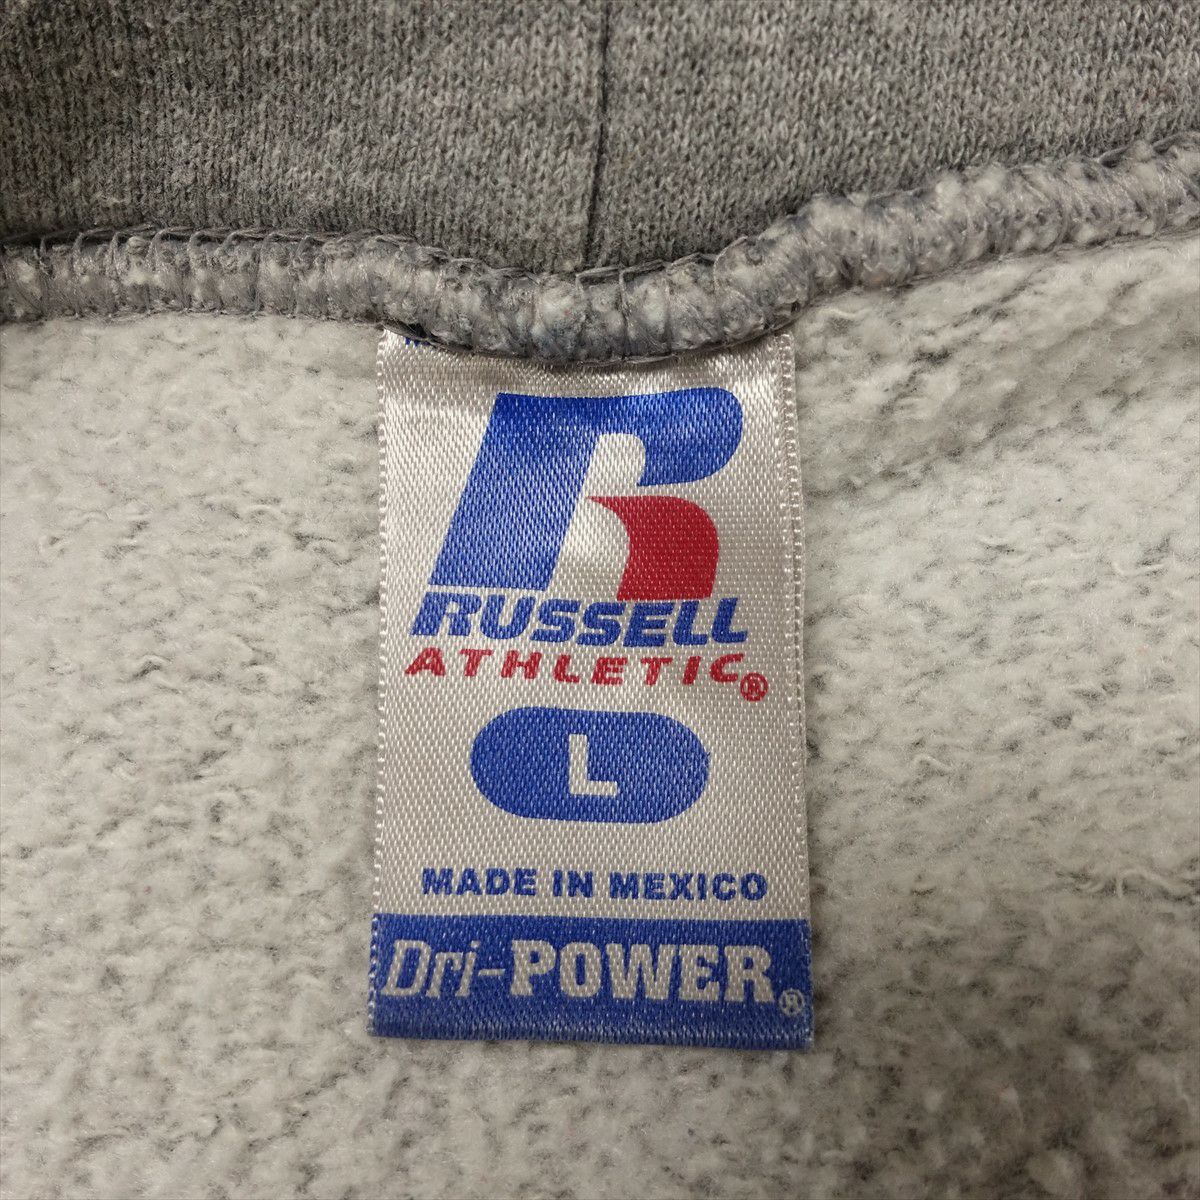 R
RUSSELL
ATHLETIC®
L
MADE IN MEXICO
Dri-POWER®